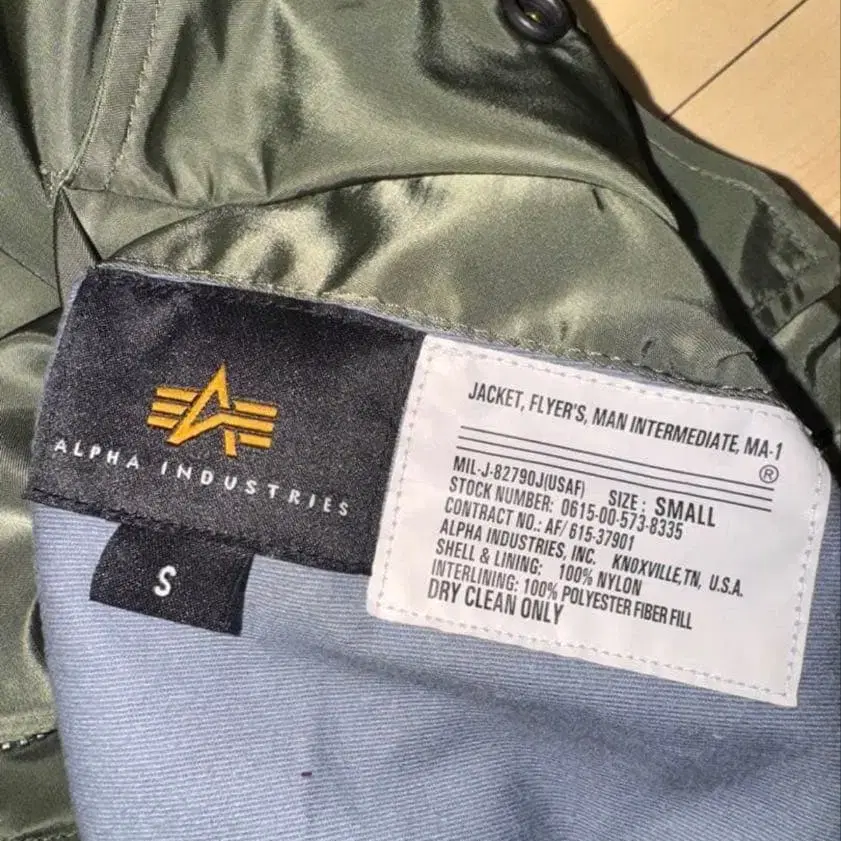 ALPHA INDUSTRIES
S
JACKET, FLYER'S, MAN INTERMEDIATE, MA-1
®
MIL-J-82790J(USAF) SIZE: SMALL
STOCK NUMBER: 0615-00-573-8335
CONTRACT NO.: AF/ 615-37901
ALPHA INDUSTRIES, INC. KNOXVILLE, TN, U.S.A.
SHELL & LINING: 100% NYLON
INTERLINING: 100% POLYESTER FIBER FILL
DRY CLEAN ONLY